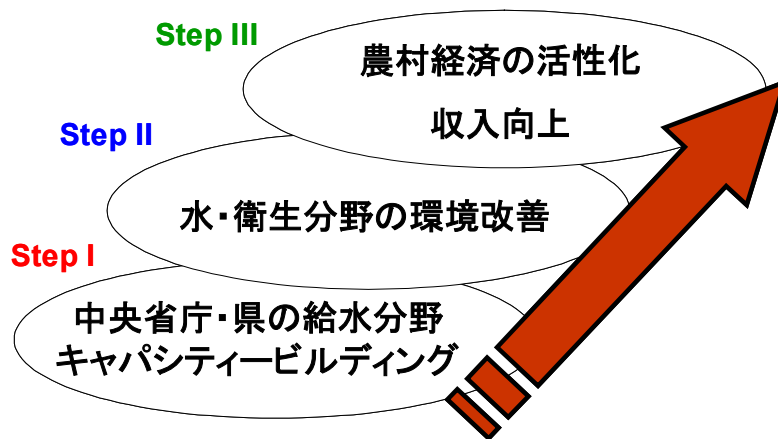 Step III
農村経済の活性化
収入向上
Step II
水・衛生分野の環境改善
Step I
中央省庁・県の給水分野
キャパシティービルディング